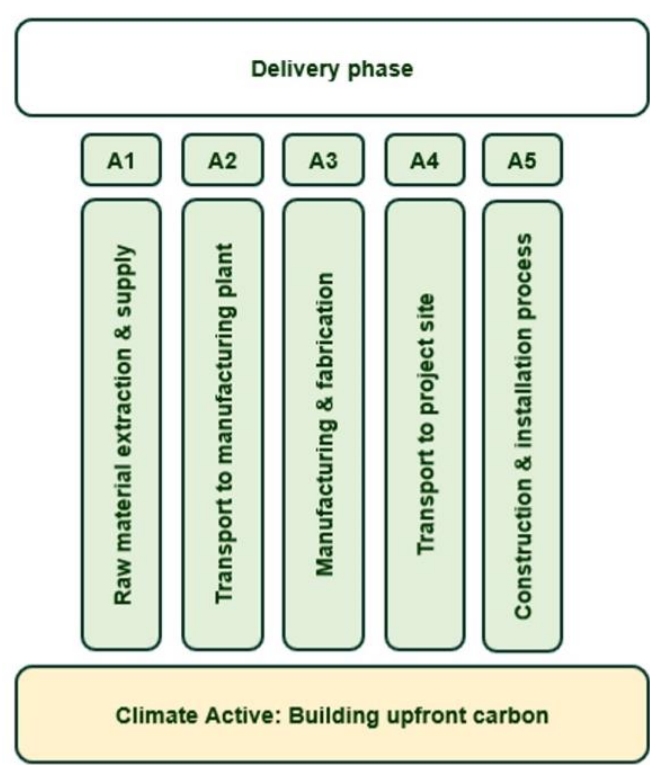 Delivery phase
A1
A2
A3
A4
A5
Raw material extraction & supply
Transport to manufacturing plant
Manufacturing & fabrication
Transport to project site
Construction & installation process
Climate Active: Building upfront carbon